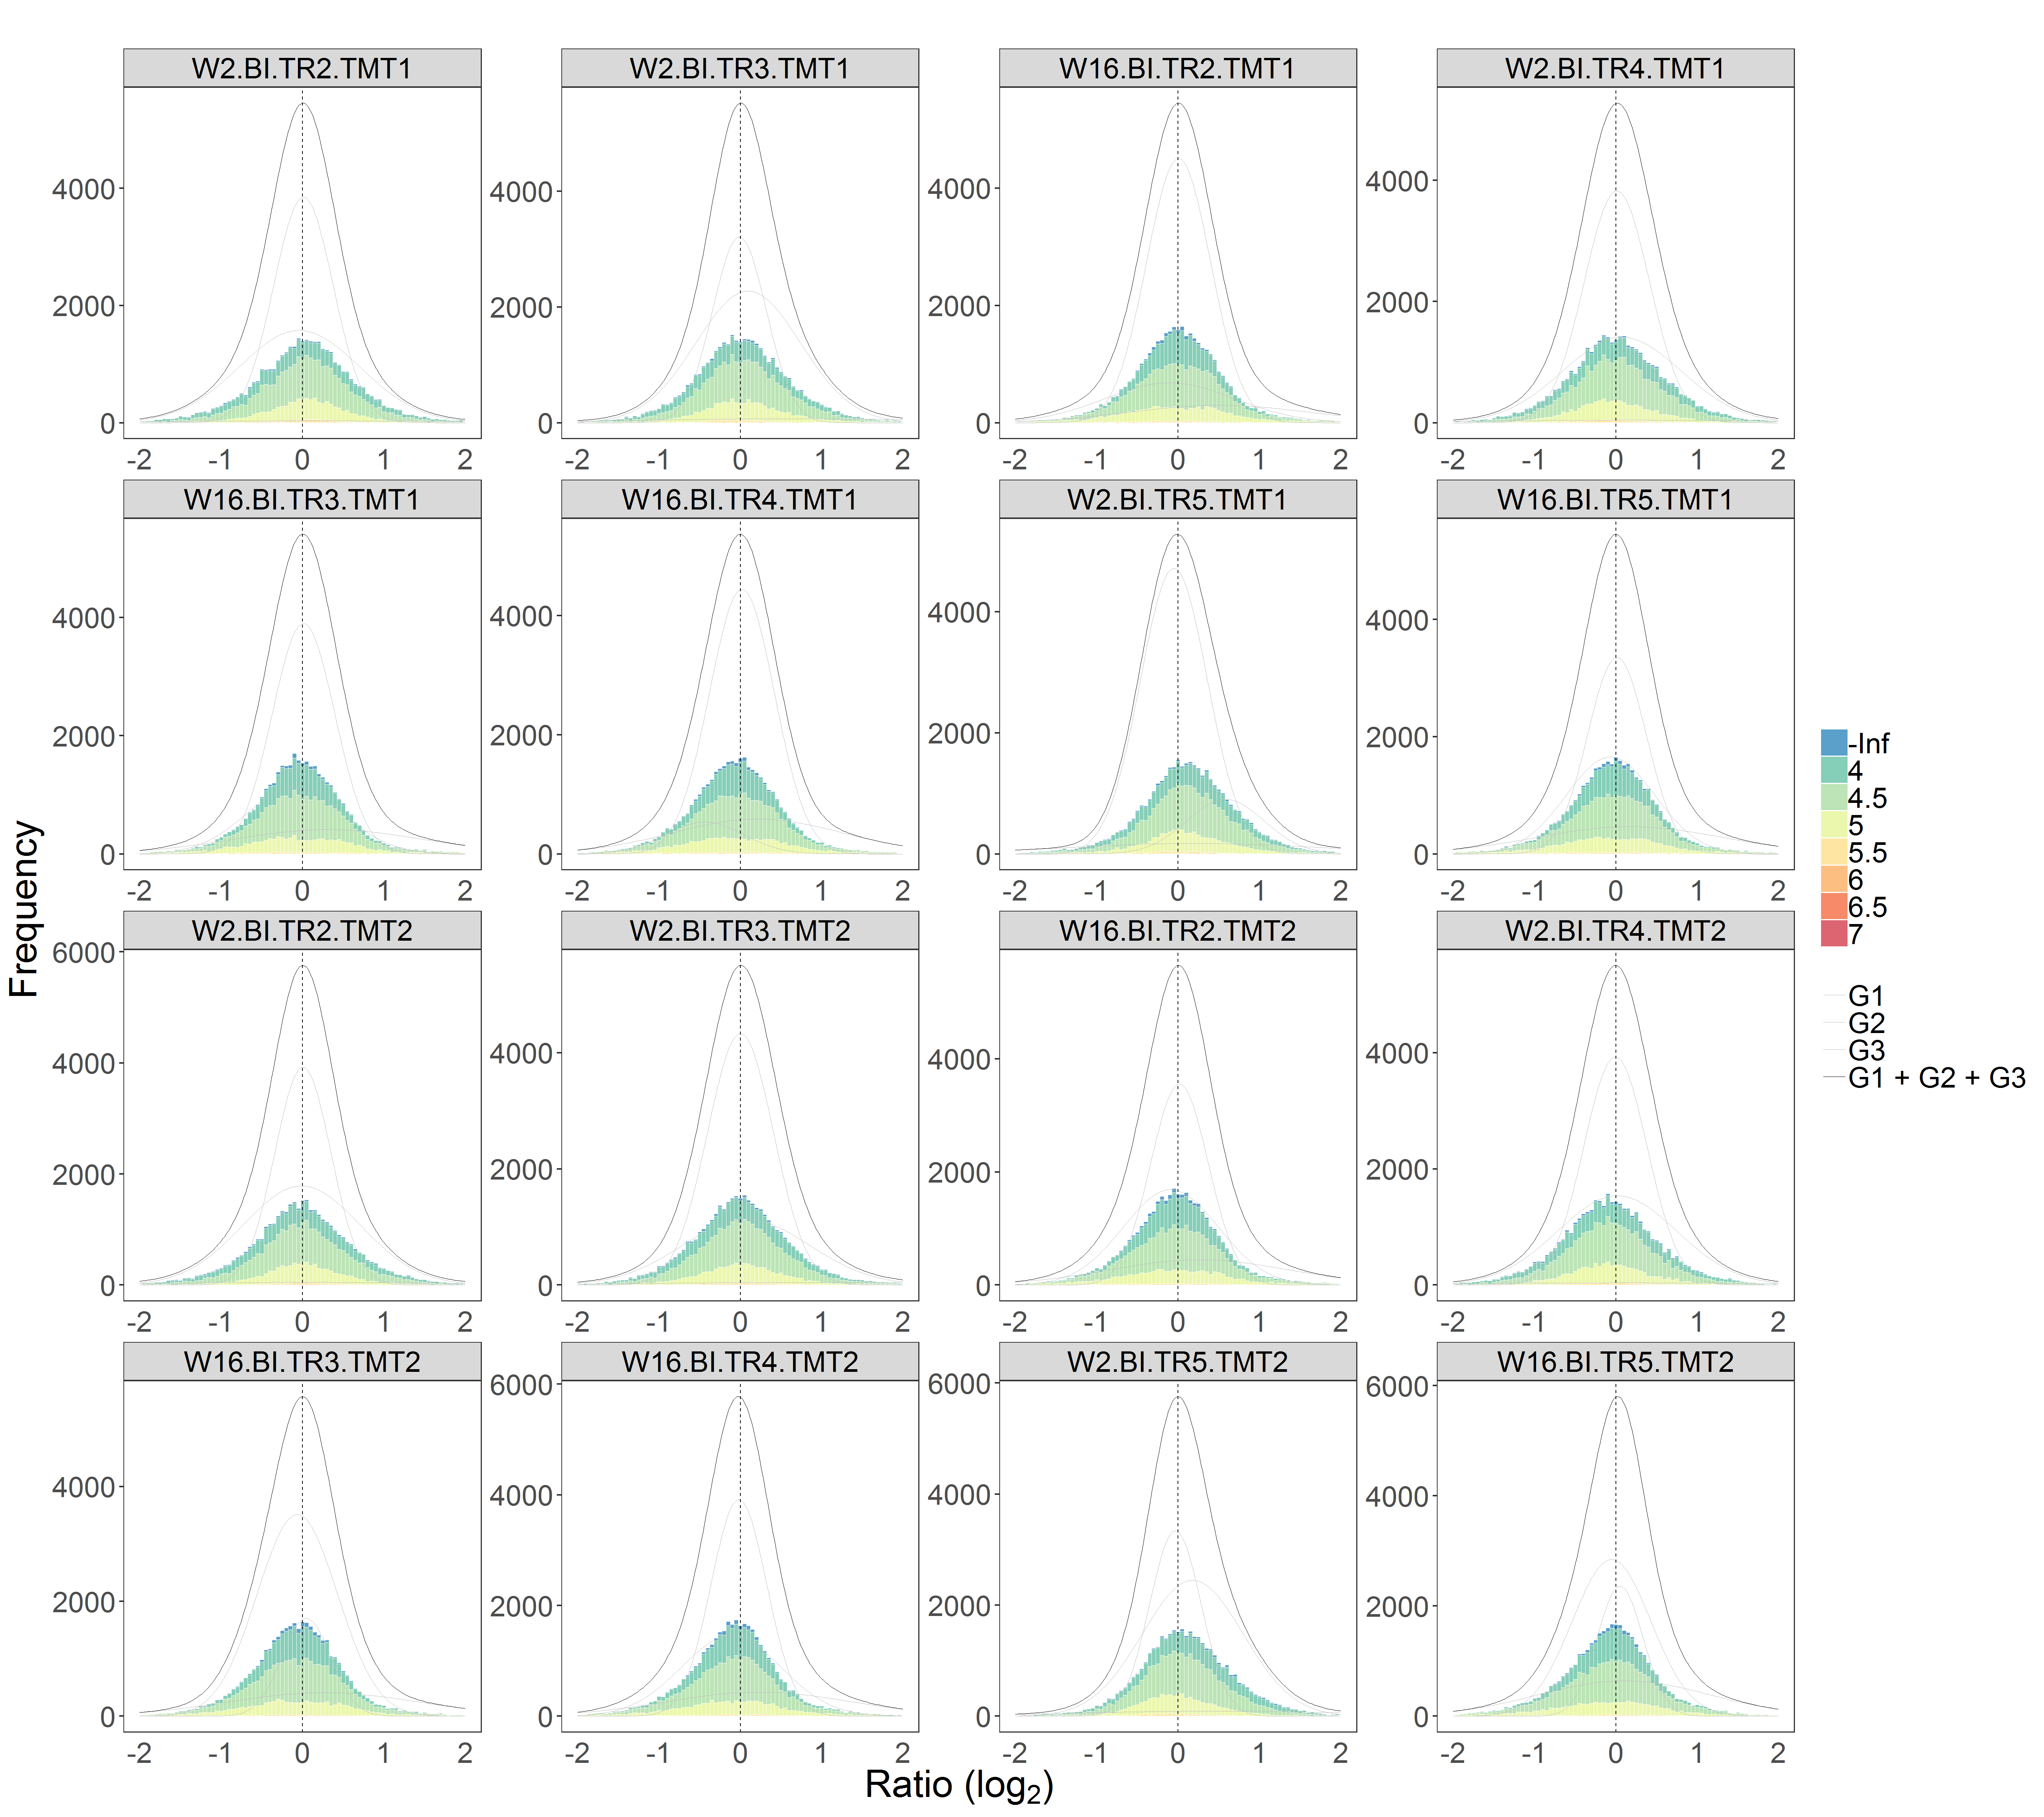 W2.BI.TR2.TMT1 W2.BI.TR3.TMT1 W16.BI.TR2.TMT1 W2.BI.TR4.TMT1
4000 4000 4000 4000
2000 2000 2000 2000
0 0 0 0
-2 -1 0 1 2 -2 -1 0 1 2 -2 -1 0 1 2 -2 -1 0 1 2
W16.BI.TR3.TMT1 W16.BI.TR4.TMT1 W2.BI.TR5.TMT1 W16.BI.TR5.TMT1
4000 4000 4000 4000
2000 2000 2000 2000
0 0 0 0
-2 -1 0 1 2 -2 -1 0 1 2 -2 -1 0 1 2 -2 -1 0 1 2
W2.BI.TR2.TMT2 W2.BI.TR3.TMT2 W16.BI.TR2.TMT2 W2.BI.TR4.TMT2
6000
4000 4000 4000 4000
2000 2000 2000 2000
0 0 0 0
-2 -1 0 1 2 -2 -1 0 1 2 -2 -1 0 1 2 -2 -1 0 1 2
W16.BI.TR3.TMT2 W16.BI.TR4.TMT2 W2.BI.TR5.TMT2 W16.BI.TR5.TMT2
6000 6000 6000
4000 4000 4000 4000
2000 2000 2000 2000
0 0 0 0
-2 -1 0 1 2 -2 -1 0 1 2 -2 -1 0 1 2 -2 -1 0 1 2
Frequency
Ratio (log₂)
-Inf
4
4.5
5
5.5
6
6.5
7
G1
G2
G3
G1 + G2 + G3